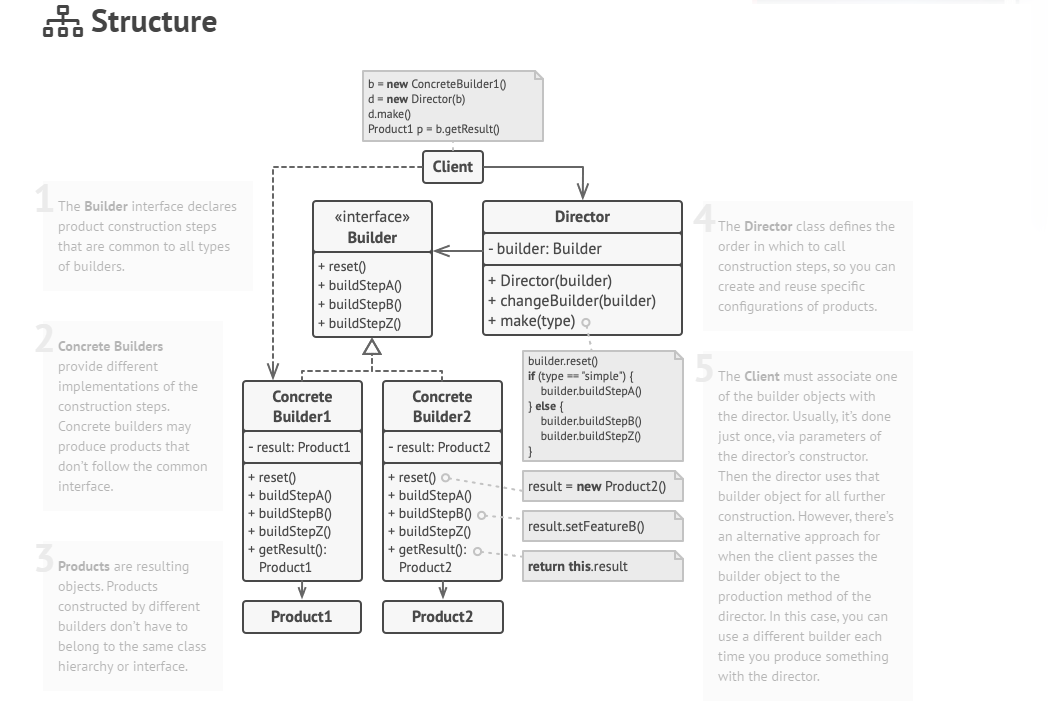 Structure
b = new ConcreteBuilder1()
d = new Director(b)
d.make()
Product1 p = b.getResult()
Client
1
The Builder interface declares
product construction steps
that are common to all types
of builders.
«interface»
Builder
+ reset()
+ buildStepA()
+ buildStepB()
+ buildStepZ()
Director
- builder: Builder
+ Director(builder)
+ changeBuilder(builder)
+ make(type)
4
The Director class defines the
order in which to call
construction steps, so you can
create and reuse specific
configurations of products.
2
Concrete Builders
provide different
implementations of the
construction steps.
Concrete builders may
produce products that
don't follow the common
interface.
builder.reset()
if (type == "simple") {
builder.buildStepA()
} else {
builder.buildStepB()
builder.buildStepZ()
}
5
The Client must associate one
of the builder objects with
the director. Usually, it's done
just once, via parameters of
the director's constructor.
Then the director uses that
builder object for all further
construction. However, there's
an alternative approach for
when the client passes the
builder object to the
production method of the
director. In this case, you can
use a different builder each
time you produce something
with the director.
Concrete
Builder1
- result: Product1
+ reset()
+ buildStepA()
+ buildStepB()
+ buildStepZ()
+ getResult():
Product1
Concrete
Builder2
- result: Product2
+ reset()
+ buildStepA()
+ buildStepB()
+ buildStepZ()
+ getResult():
Product2
result = new Product2()
result.setFeatureB()
return this.result
3
Products are resulting
objects. Products
constructed by different
builders don't have to
belong to the same class
hierarchy or interface.
Product1
Product2